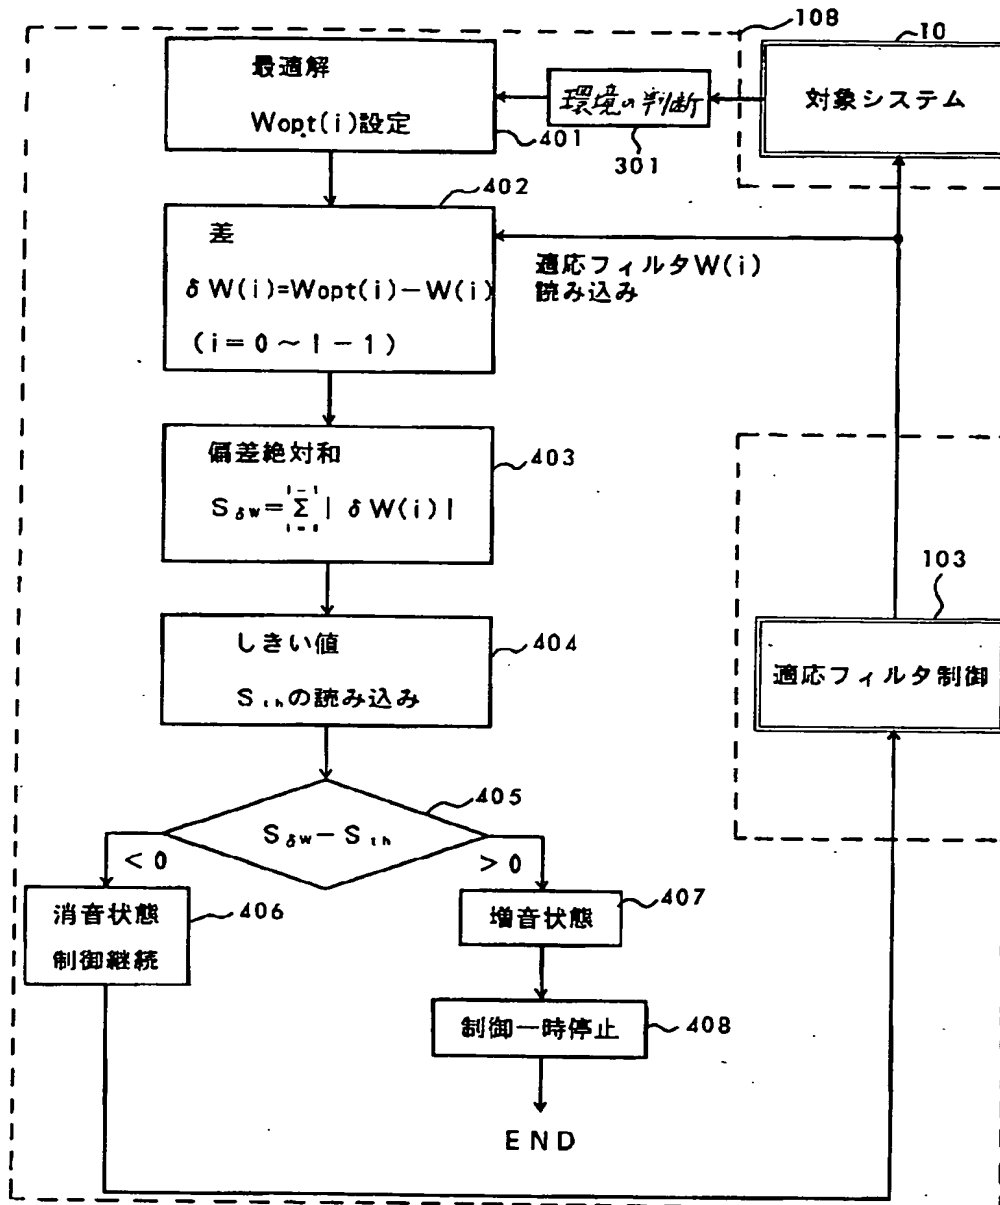 108
10
最適解
Wopt(i)設定
401
環境の判断
301
対象システム
402
差
δW(i)=Wopt(i)-W(i)
(i=0~I-1)
適応フィルタW(i)
読み込み
偏差絶対和
403
I-1
Sδw=Σ|δW(i)|
i=0
103
しきい値
404
Sthの読み込み
適応フィルタ制御
405
Sδw-Sth
<0
>0
消音状態
406
制御継続
407
増音状態
制御一時停止
408
END